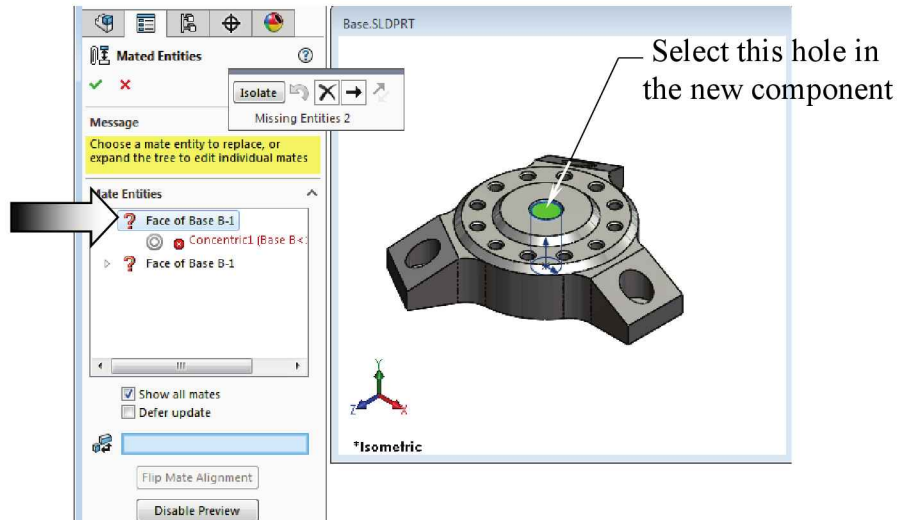 Base.SLDPRT
Mated Entities
Isolate
Missing Entities 2
Select this hole in
the new component
Message
Choose a mate entity to replace, or
expand the tree to edit individual mates
Mate Entities
Face of Base B-1
Concentric1 (Base B<
Face of Base B-1
Show all mates
Defer update
Flip Mate Alignment
Disable Preview
Y
Z
X
*Isometric